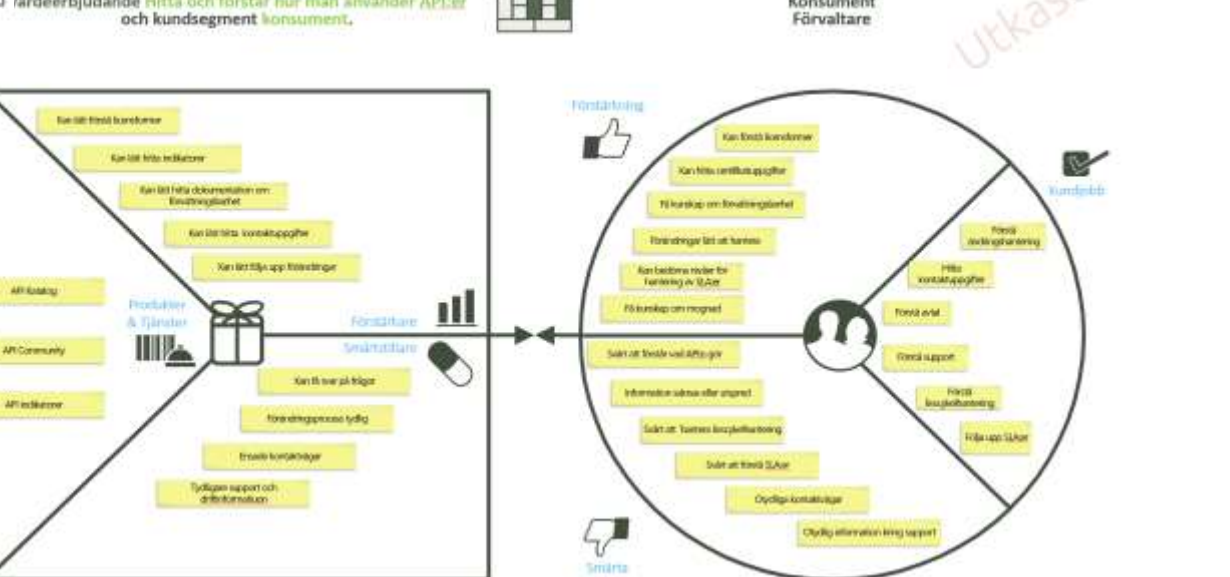 värdeerbjudande Hitta och förstår hur man använder API:er
och kundsegment konsument.
Konsument
Förvaltare
Utkast
Kan lätt förstå licensformer
Kan lätt hitta indikatorer
Kan lätt hitta dokumentation om
förvaltningsbarhet
Kan lätt hitta kontaktuppgifter
Kan lätt följa upp förändringar
API Katalog
API Community
API indikatorer
Produkter
& Tjänster
Förstärkare
Smärtstillare
Kan få svar på frågor
Förändringsprocess tydlig
Enade kontaktvägar
Tydligare support och
driftinformation
Förstärkning
Kan förstå licensformer
Kan hitta certifikatuppgifter
Få kunskap om förvaltningsbarhet
Förändringar lätt att hantera
Kan bedöma nivåer för
hantering av SLA:er
Få kunskap om mognad
Svårt att förstår vad API:o gör
Information saknas eller utspred
Svårt att hantera livscykelhantering
Svårt att förstå SLA:er
Otydliga kontaktvägar
Otydlig information kring support
Smärta
Kundjobb
Förstå
avvikningshantering
Hitta
kontaktuppgifter
Förstå avtal
Förstå support
Förstå
livscykelhantering
Följa upp SLA:er